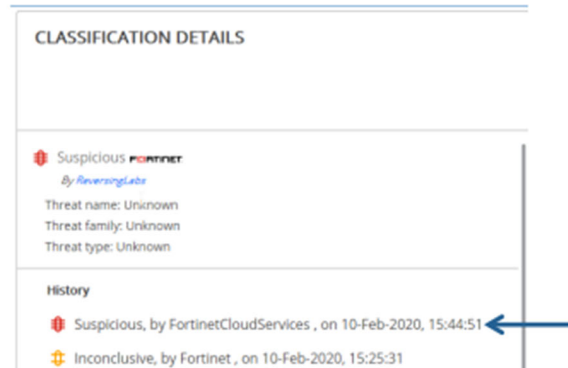 CLASSIFICATION DETAILS
Suspicious FORTINET
By ReversingLabs
Threat name: Unknown
Threat family: Unknown
Threat type: Unknown
History
Suspicious, by FortinetCloudServices , on 10-Feb-2020, 15:44:51
Inconclusive, by Fortinet , on 10-Feb-2020, 15:25:31